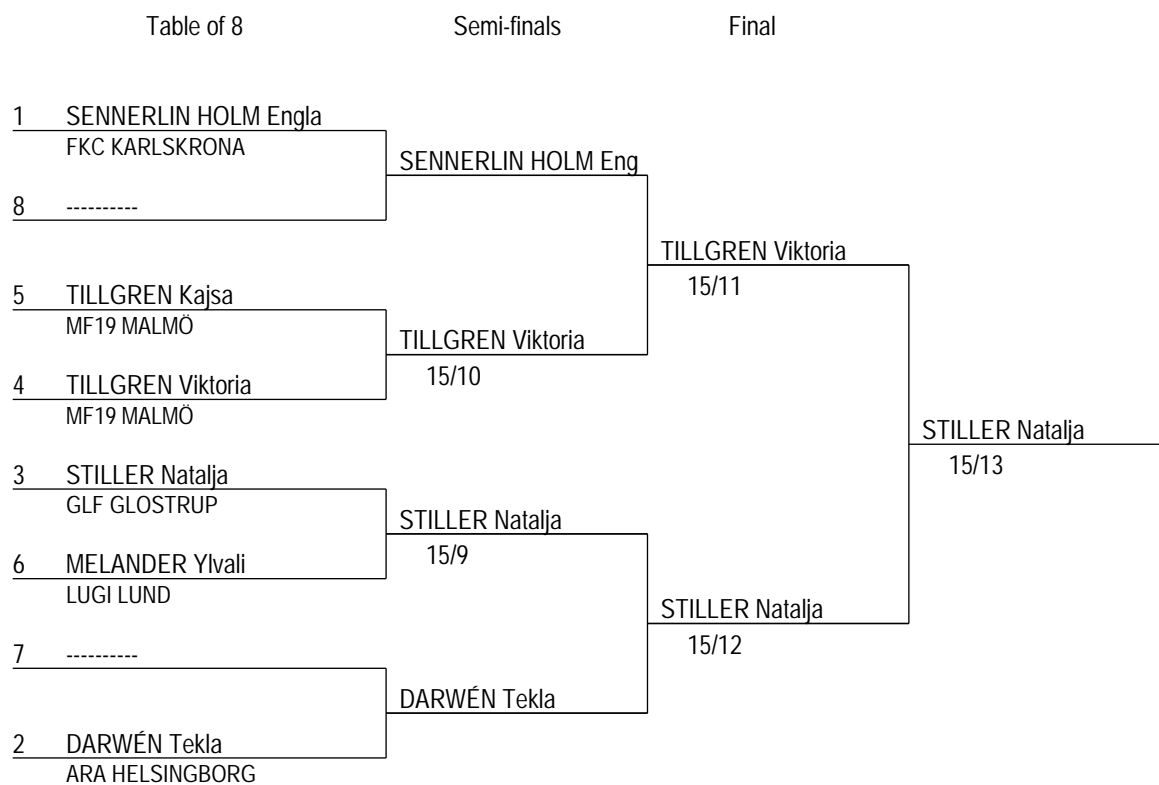 Table of 8 Semi-finals Final
1 SENNERLIN HOLM Engla
FKC KARLSKRONA
SENNERLIN HOLM Eng
8 ----------
TILLGREN Viktoria
15/11
5 TILLGREN Kajsa
MF19 MALMÖ
TILLGREN Viktoria
15/10
4 TILLGREN Viktoria
MF19 MALMÖ
STILLER Natalja
15/13
3 STILLER Natalja
GLF GLOSTRUP
STILLER Natalja
15/9
6 MELANDER Ylvali
LUGI LUND
STILLER Natalja
15/12
7 ----------
DARWÉN Tekla
2 DARWÉN Tekla
ARA HELSINGBORG